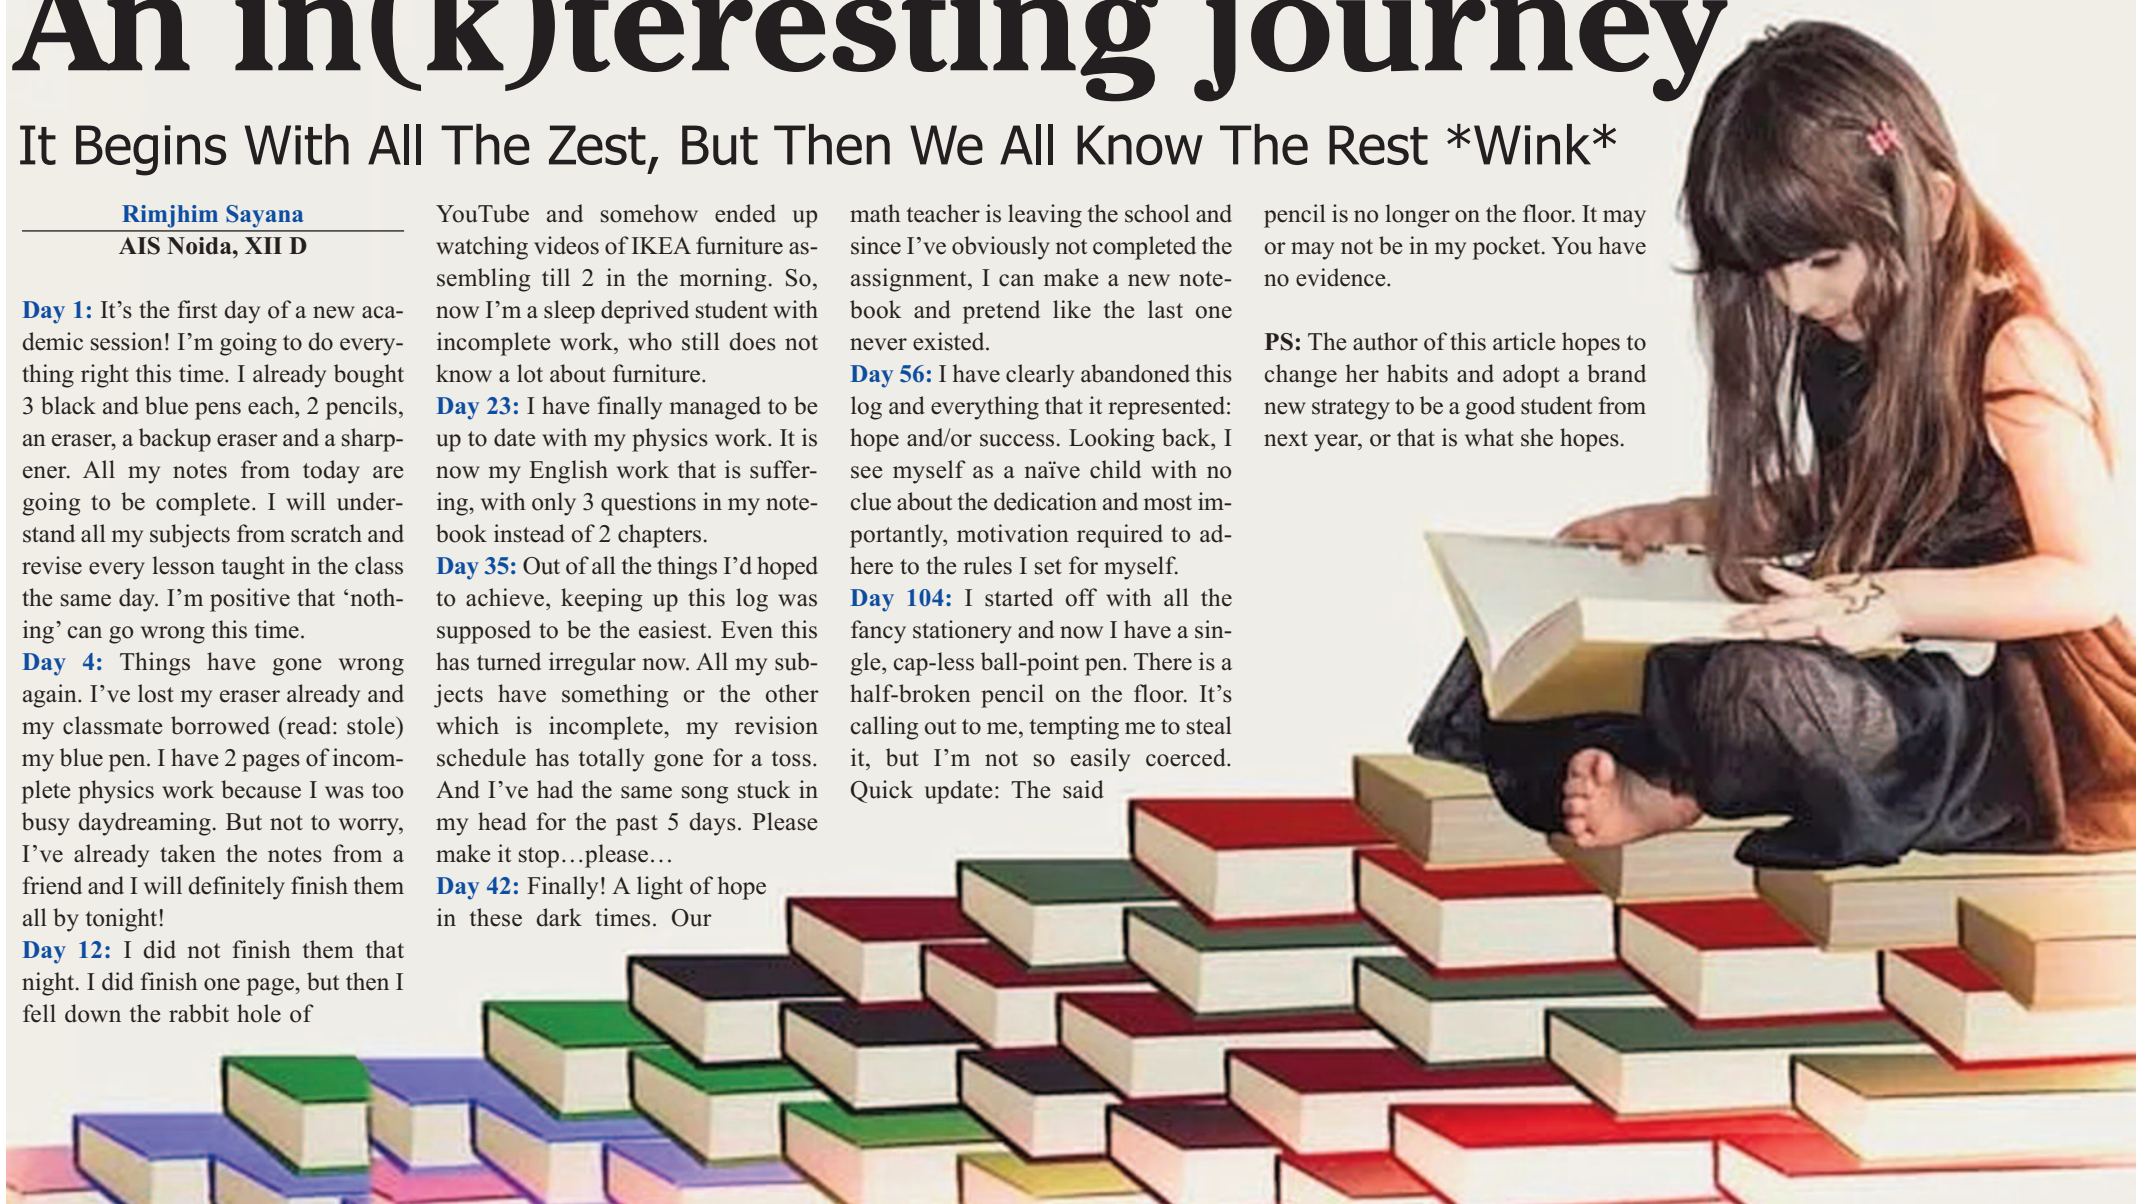 An in(k)teresting journey
It Begins With All The Zest, But Then We All Know The Rest *Wink*
Rimjhim Sayana
AIS Noida, XII D
Day 1: It’s the first day of a new aca-
demic session! I’m going to do every-
thing right this time. I already bought
3 black and blue pens each, 2 pencils,
an eraser, a backup eraser and a sharp-
ener. All my notes from today are
going to be complete. I will under-
stand all my subjects from scratch and
revise every lesson taught in the class
the same day. I’m positive that ‘noth-
ing’ can go wrong this time.
Day 4: Things have gone wrong
again. I’ve lost my eraser already and
my classmate borrowed (read: stole)
my blue pen. I have 2 pages of incom-
plete physics work because I was too
busy daydreaming. But not to worry,
I’ve already taken the notes from a
friend and I will definitely finish them
all by tonight!
Day 12: I did not finish them that
night. I did finish one page, but then I
fell down the rabbit hole of
YouTube and somehow ended up
watching videos of IKEA furniture as-
sembling till 2 in the morning. So,
now I’m a sleep deprived student with
incomplete work, who still does not
know a lot about furniture.
Day 23: I have finally managed to be
up to date with my physics work. It is
now my English work that is suffer-
ing, with only 3 questions in my note-
book instead of 2 chapters.
Day 35: Out of all the things I’d hoped
to achieve, keeping up this log was
supposed to be the easiest. Even this
has turned irregular now. All my sub-
jects have something or the other
which is incomplete, my revision
schedule has totally gone for a toss.
And I’ve had the same song stuck in
my head for the past 5 days. Please
make it stop…please…
Day 42: Finally! A light of hope
in these dark times. Our
math teacher is leaving the school and
since I’ve obviously not completed the
assignment, I can make a new note-
book and pretend like the last one
never existed.
Day 56: I have clearly abandoned this
log and everything that it represented:
hope and/or success. Looking back, I
see myself as a naïve child with no
clue about the dedication and most im-
portantly, motivation required to ad-
here to the rules I set for myself.
Day 104: I started off with all the
fancy stationery and now I have a sin-
gle, cap-less ball-point pen. There is a
half-broken pencil on the floor. It’s
calling out to me, tempting me to steal
it, but I’m not so easily coerced.
Quick update: The said
pencil is no longer on the floor. It may
or may not be in my pocket. You have
no evidence.
PS: The author of this article hopes to
change her habits and adopt a brand
new strategy to be a good student from
next year, or that is what she hopes.